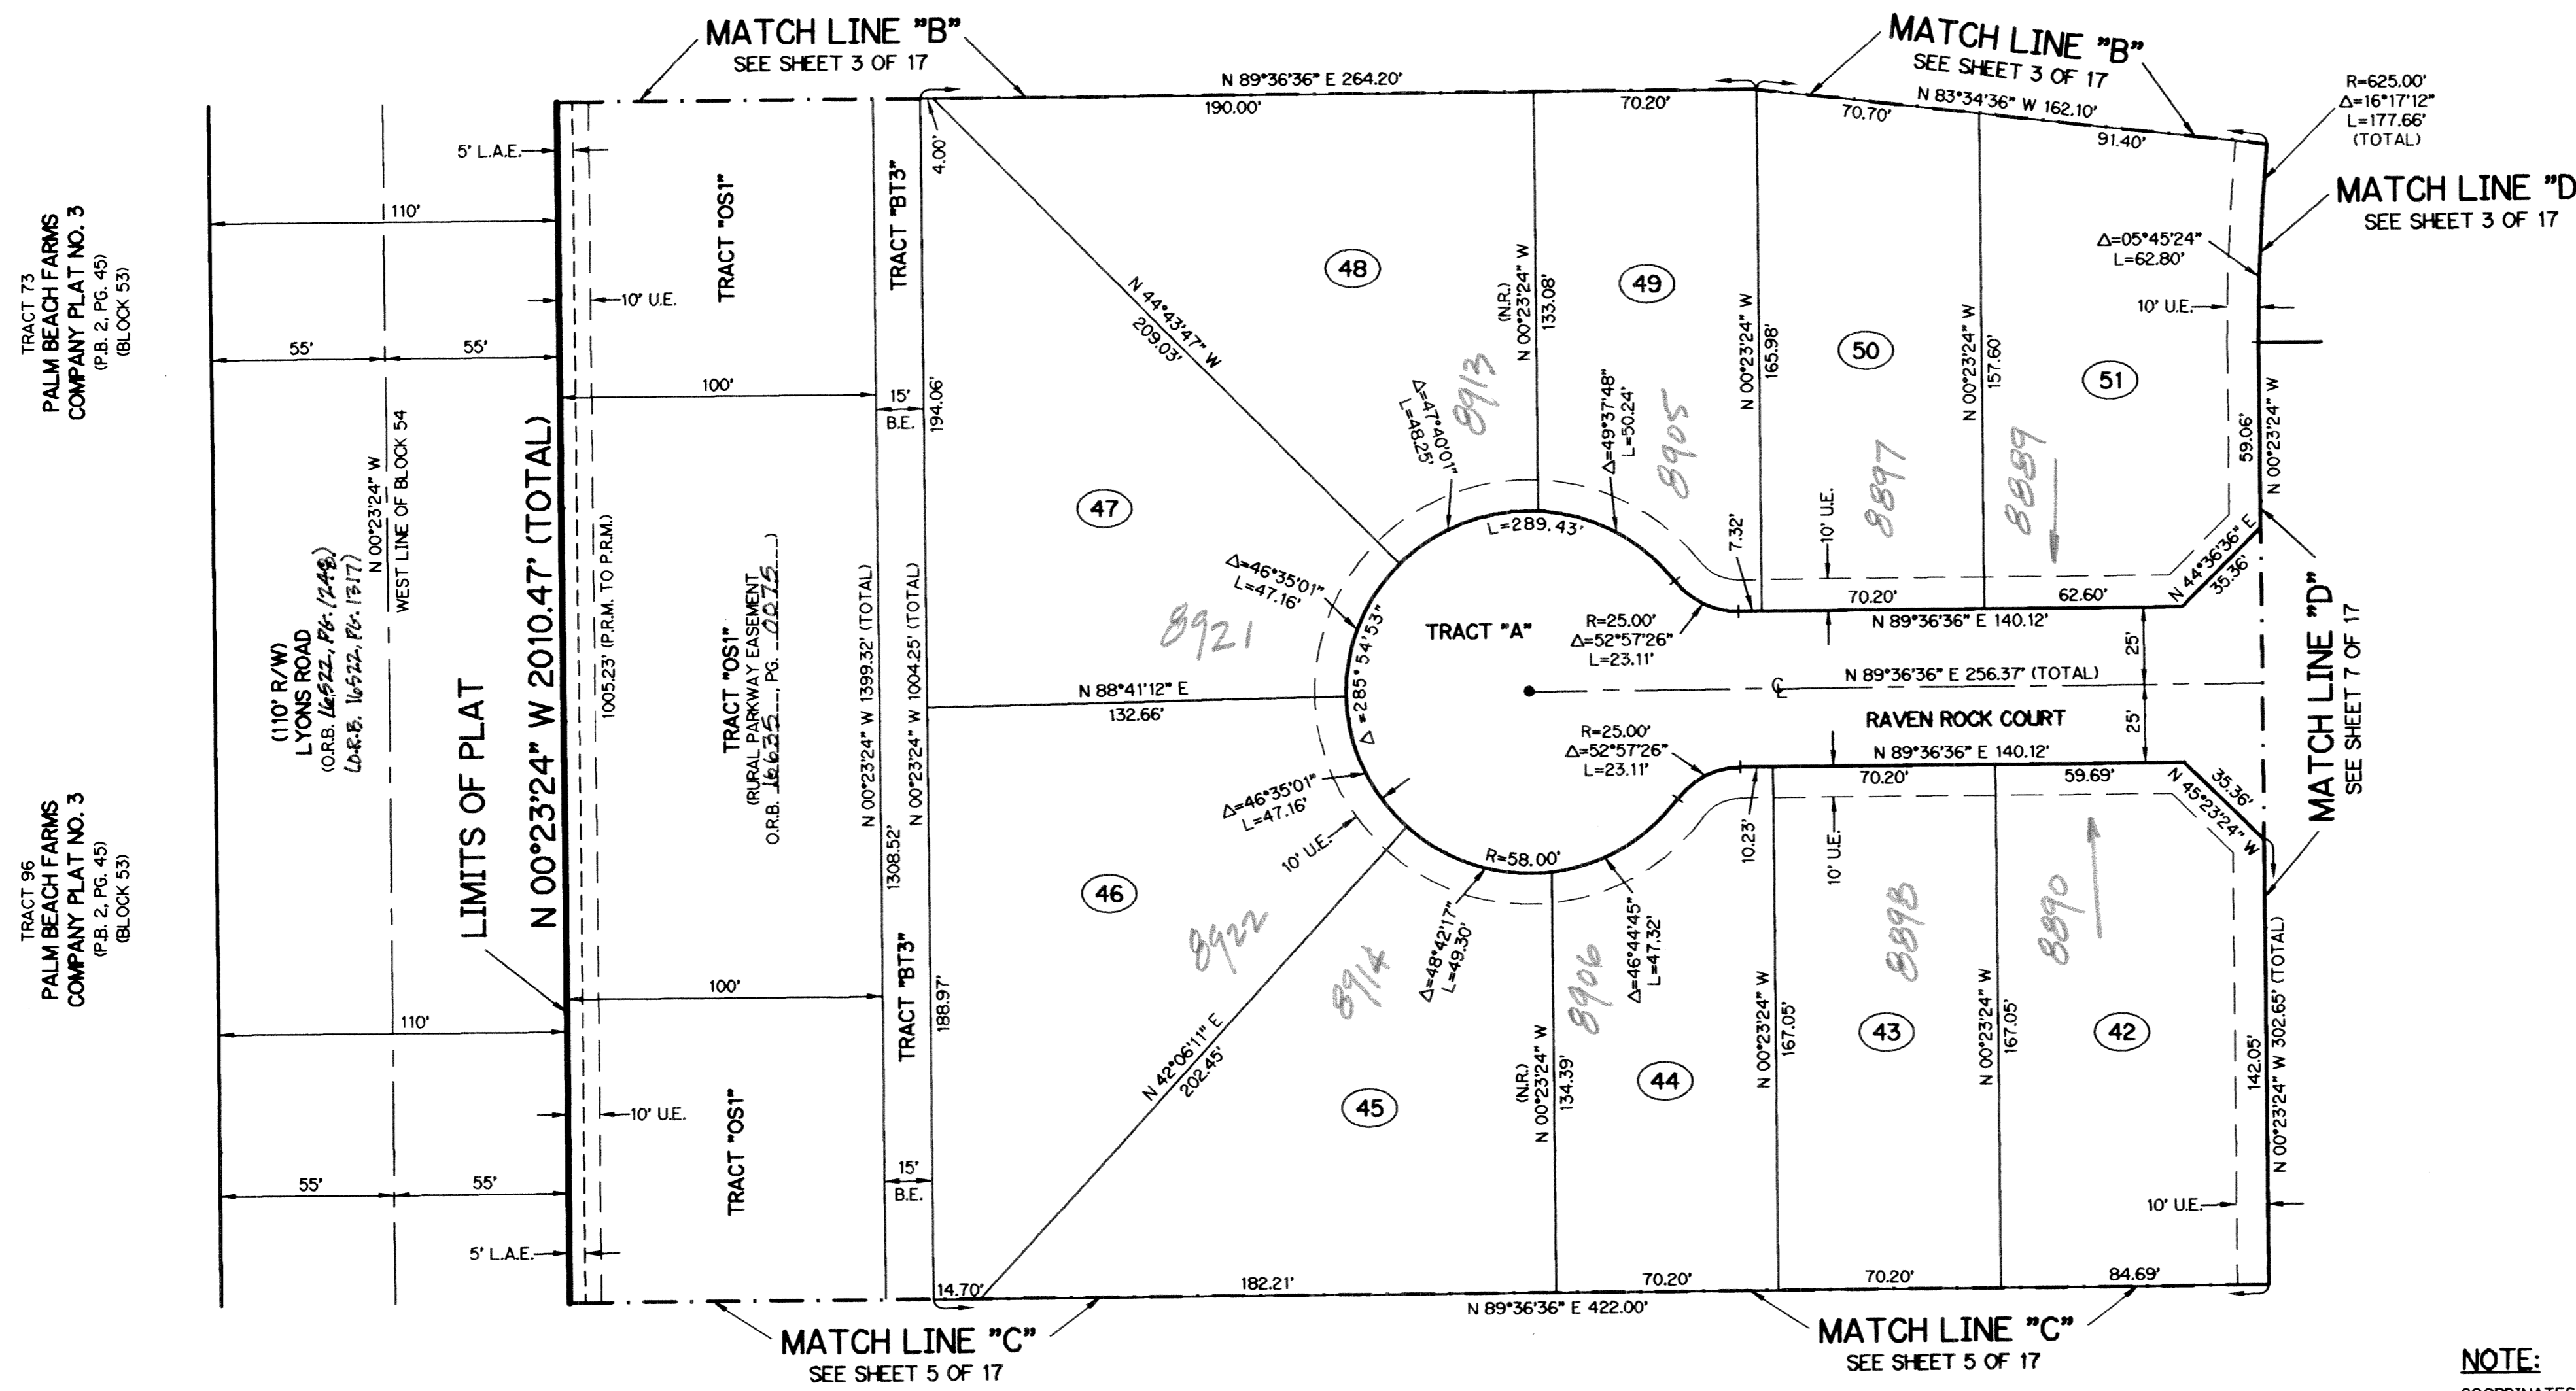 MATCH LINE "B"
SEE SHEET 3 OF 17
MATCH LINE "B"
SEE SHEET 3 OF 17
R=625.00'
Δ=16°17'12"
L=177.66'
(TOTAL)
MATCH LINE "D
SEE SHEET 3 OF 17
N 89°36'36" E 264.20'
190.00'
70.20'
N 83°34'36" W 162.10'
70.70'
91.40'
4.00'
5' L.A.E.
110'
10' U.E.
55'
55'
TRACT 73
PALM BEACH FARMS
COMPANY PLAT NO. 3
(P.B. 2, PG. 45)
(BLOCK 53)
TRACT "OS1"
TRACT "BT3"
100'
15'
B.E.
194.06'
N 00°23'24" W
WEST LINE OF BLOCK 54
(110' R/W)
LYONS ROAD
(O.R.B. 16522, PG. 1248)
(O.R.B. 16522, PG. 1317)
LIMITS OF PLAT
N 00°23'24" W 2010.47' (TOTAL)
1005.23' (P.R.M. TO P.R.M.)
TRACT "OS1"
(RURAL PARKWAY EASEMENT
O.R.B. 16635, PG. 0075)
N 00°23'24" W 1399.32' (TOTAL)
N 00°23'24" W 1004.25' (TOTAL)
1308.52'
TRACT 96
PALM BEACH FARMS
COMPANY PLAT NO. 3
(P.B. 2, PG. 45)
(BLOCK 53)
TRACT "BT3"
188.97'
100'
110'
10' U.E.
TRACT "OS1"
55'
55'
15'
B.E.
5' L.A.E.
N 44°43'47" W
209.03'
48
49
(N.R.)
N 00°23'24" W
133.08'
N 00°23'24" W
165.98'
50
N 00°23'24" W
157.60'
51
Δ=05°45'24"
L=62.80'
10' U.E.
59.06'
N 00°23'24" W
47
Δ=47°40'01"
L=48.25'
8913
Δ=49°37'48"
L=50.24'
8905
8897
8889
8921
Δ=46°35'01"
L=47.16'
L=289.43'
Δ=285°54'53"
TRACT "A"
R=25.00'
Δ=52°57'26"
L=23.11'
7.32'
10' U.E.
70.20'
62.60'
N 44°36'36" E
35.36'
N 89°36'36" E 140.12'
25'
N 89°36'36" E 256.37' (TOTAL)
℄
RAVEN ROCK COURT
25'
N 89°36'36" E 140.12'
MATCH LINE "D"
SEE SHEET 7 OF 17
N 88°41'12" E
132.66'
R=25.00'
Δ=52°57'26"
L=23.11'
70.20'
59.69'
35.36'
N 45°23'24" W
Δ=46°35'01"
L=47.16'
10' U.E.
R=58.00'
10.23'
10' U.E.
46
8922
8914
Δ=48°42'17"
L=49.30'
8906
Δ=46°44'45"
L=47.32'
8898
8890
N 42°06'11" E
202.45'
45
(N.R.)
N 00°23'24" W
134.39'
44
N 00°23'24" W
167.05'
43
N 00°23'24" W
167.05'
42
142.05'
N 00°23'24" W 302.65' (TOTAL)
10' U.E.
14.70'
182.21'
70.20'
70.20'
84.69'
N 89°36'36" E 422.00'
MATCH LINE "C"
SEE SHEET 5 OF 17
MATCH LINE "C"
SEE SHEET 5 OF 17
NOTE: